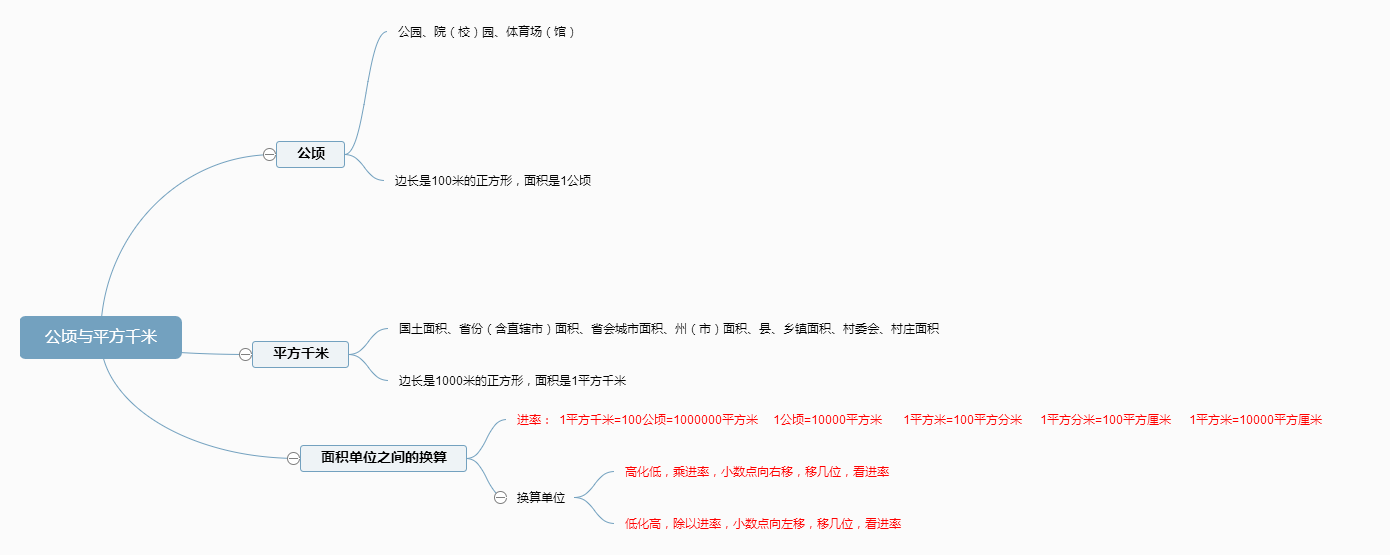 公园、院（校）园、体育场（馆）
公顷
边长是100米的正方形，面积是1公顷
公顷与平方千米
国土面积、省份（含直辖市）面积、省会城市面积、州（市）面积、县、乡镇面积、村委会、村庄面积
平方千米
边长是1000米的正方形，面积是1平方千米
进率： 1平方千米=100公顷=1000000平方米 1公顷=10000平方米 1平方米=100平方分米 1平方分米=100平方厘米 1平方米=10000平方厘米
面积单位之间的换算
高化低，乘进率，小数点向右移，移几位，看进率
换算单位
低化高，除以进率，小数点向左移，移几位，看进率